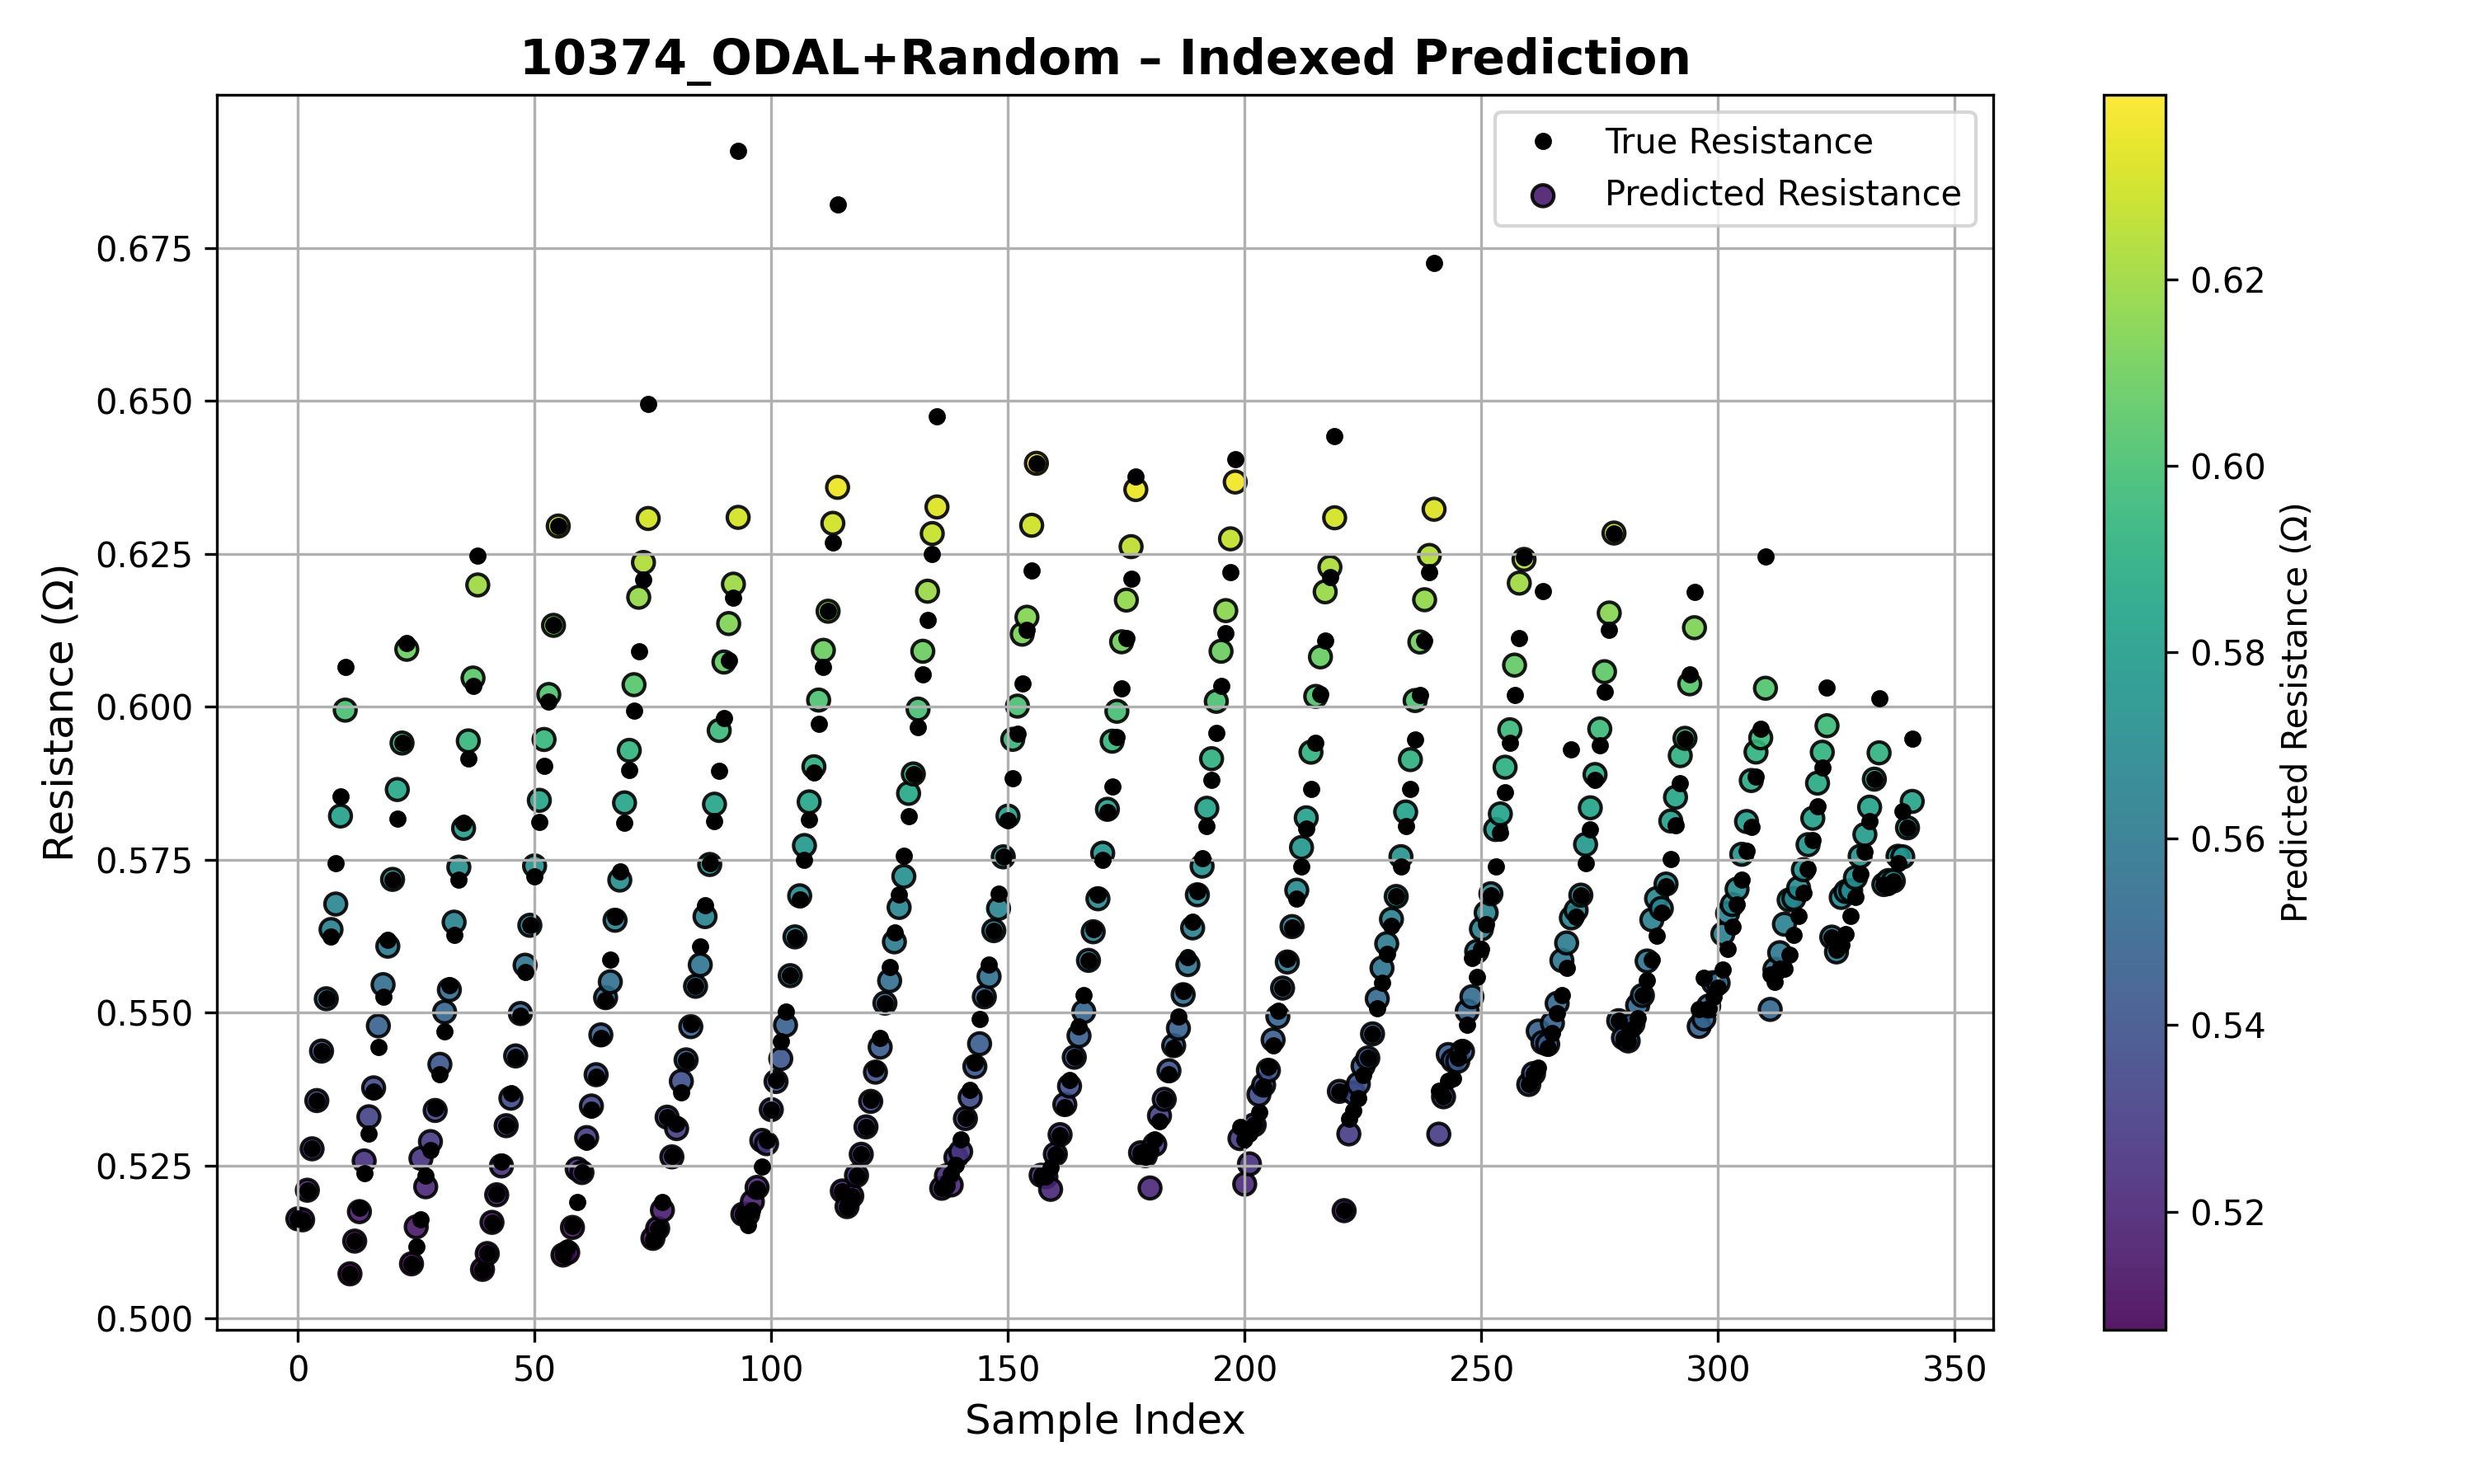 10374_ODAL+Random – Indexed Prediction
True Resistance
Predicted Resistance
Resistance (Ω)
0.675
0.650
0.625
0.600
0.575
0.550
0.525
0.500
0 50 100 150 200 250 300 350
Sample Index
0.62
0.60
0.58
0.56
0.54
0.52
Predicted Resistance (Ω)